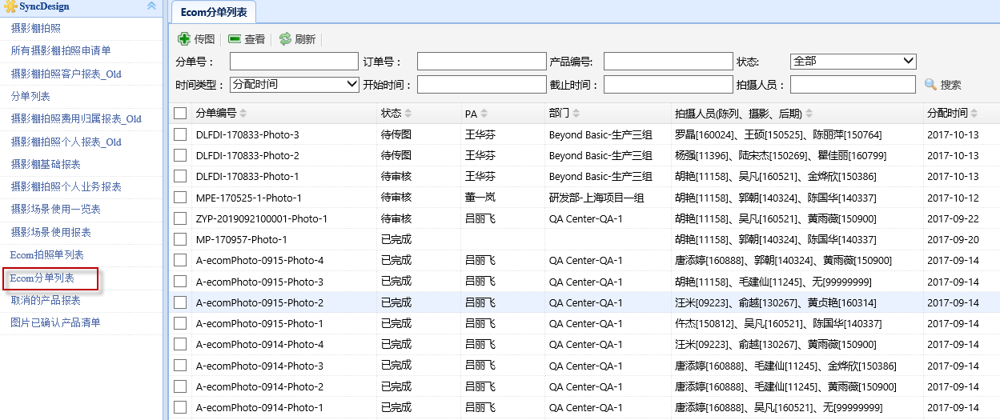 SyncDesign
摄影棚拍照
所有摄影棚拍照申请单
摄影棚拍照客户报表_Old
分单列表
摄影棚拍照费用归属报表_Old
摄影棚拍照个人报表_Old
摄影棚基础报表
摄影棚拍照个人业务报表
摄影场景使用一览表
摄影场景使用报表
Ecom拍照单列表
Ecom分单列表
取消的产品报表
图片已确认产品清单
Ecom分单列表
传图 查看 刷新
分单号： 订单号： 产品编号: 状态: 全部
时间类型： 分配时间 开始时间： 截止时间： 拍摄人员： 搜索
分单编号 状态 PA 部门 拍摄人员(陈列、摄影、后期) 分配时间
DLFDI-170833-Photo-3 待传图 王华芬 Beyond Basic-生产三组 罗晶[160024]、王硕[150525]、陈丽萍[150764] 2017-10-13
DLFDI-170833-Photo-2 待传图 王华芬 Beyond Basic-生产三组 杨强[11396]、陆宋杰[150269]、瞿佳丽[160799] 2017-10-13
DLFDI-170833-Photo-1 待审核 王华芬 Beyond Basic-生产三组 胡艳[11158]、吴凡[160521]、金烨欣[150386] 2017-10-13
MPE-170525-1-Photo-1 待审核 董一岚 研发部-上海项目一组 胡艳[11158]、郭朝[140324]、陈国华[140337] 2017-10-12
ZYP-2019092100001-Photo-1 待审核 吕丽飞 QA Center-QA-1 胡艳[11158]、吴凡[160521]、黄雨薇[150900] 2017-09-22
MP-170957-Photo-1 已完成 胡艳[11158]、郭朝[140324]、陈国华[140337] 2017-09-20
A-ecomPhoto-0915-Photo-4 已完成 吕丽飞 QA Center-QA-1 唐添婷[160888]、郭朝[140324]、黄雨薇[150900] 2017-09-14
A-ecomPhoto-0915-Photo-3 已完成 吕丽飞 QA Center-QA-1 胡艳[11158]、毛建仙[11245]、无[99999999] 2017-09-14
A-ecomPhoto-0915-Photo-2 已完成 吕丽飞 QA Center-QA-1 汪米[09223]、俞越[130267]、黄贞艳[160314] 2017-09-14
A-ecomPhoto-0915-Photo-1 已完成 吕丽飞 QA Center-QA-1 仵杰[150812]、吴凡[160521]、陈国华[140337] 2017-09-14
A-ecomPhoto-0914-Photo-4 已完成 吕丽飞 QA Center-QA-1 汪米[09223]、俞越[130267]、黄雨薇[150900] 2017-09-14
A-ecomPhoto-0914-Photo-3 已完成 吕丽飞 QA Center-QA-1 唐添婷[160888]、毛建仙[11245]、金烨欣[150386] 2017-09-14
A-ecomPhoto-0914-Photo-2 已完成 吕丽飞 QA Center-QA-1 唐添婷[160888]、毛建仙[11245]、黄雨薇[150900] 2017-09-14
A-ecomPhoto-0914-Photo-1 已完成 吕丽飞 QA Center-QA-1 唐添婷[160888]、吴凡[160521]、无[99999999] 2017-09-14